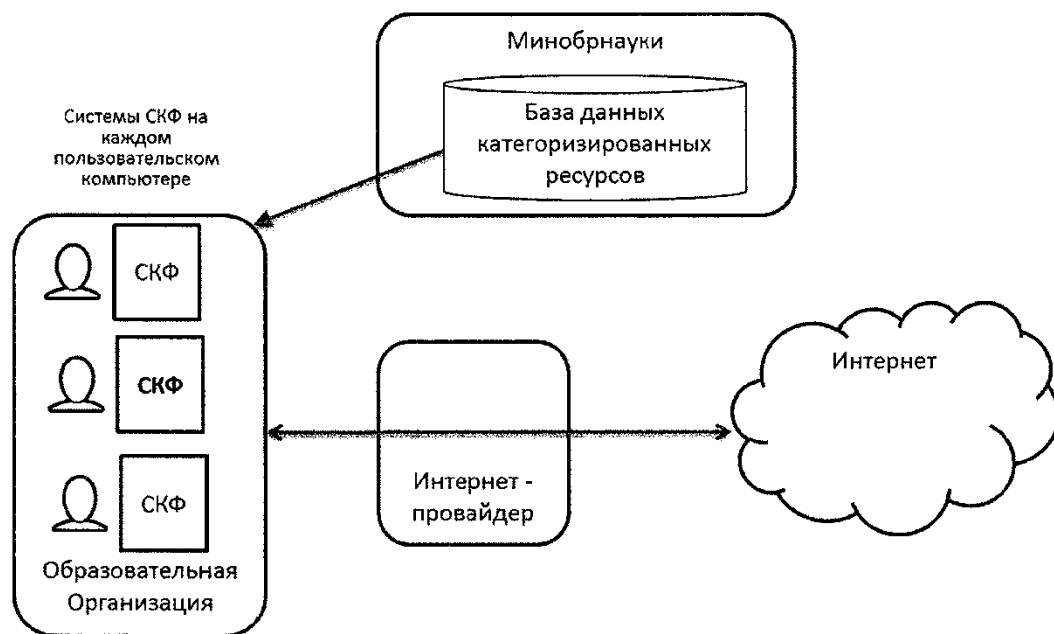 Минобрнауки
База данных
категоризированных
ресурсов
Системы СКФ на
каждом
пользовательском
компьютере
СКФ
СКФ
СКФ
Образовательная
Организация
Интернет -
провайдер
Интернет